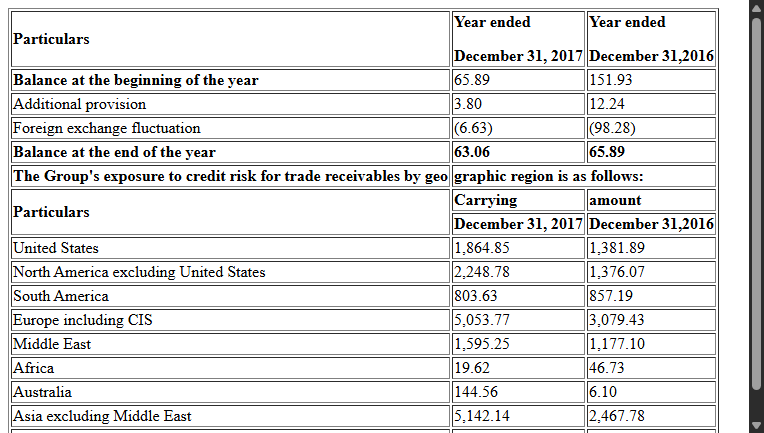 Particulars Year ended Year ended
December 31, 2017 December 31,2016
Balance at the beginning of the year 65.89 151.93
Additional provision 3.80 12.24
Foreign exchange fluctuation (6.63) (98.28)
Balance at the end of the year 63.06 65.89
The Group's exposure to credit risk for trade receivables by geo graphic region is as follows:
Particulars Carrying amount
December 31, 2017 December 31,2016
United States 1,864.85 1,381.89
North America excluding United States 2,248.78 1,376.07
South America 803.63 857.19
Europe including CIS 5,053.77 3,079.43
Middle East 1,595.25 1,177.10
Africa 19.62 46.73
Australia 144.56 6.10
Asia excluding Middle East 5,142.14 2,467.78